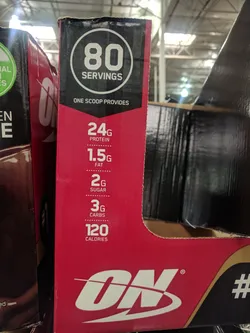 80
SERVINGS
ONE SCOOP PROVIDES
24G
PROTEIN
1.5G
FAT
2G
SUGAR
3G
CARBS
120
CALORIES
ON®
#